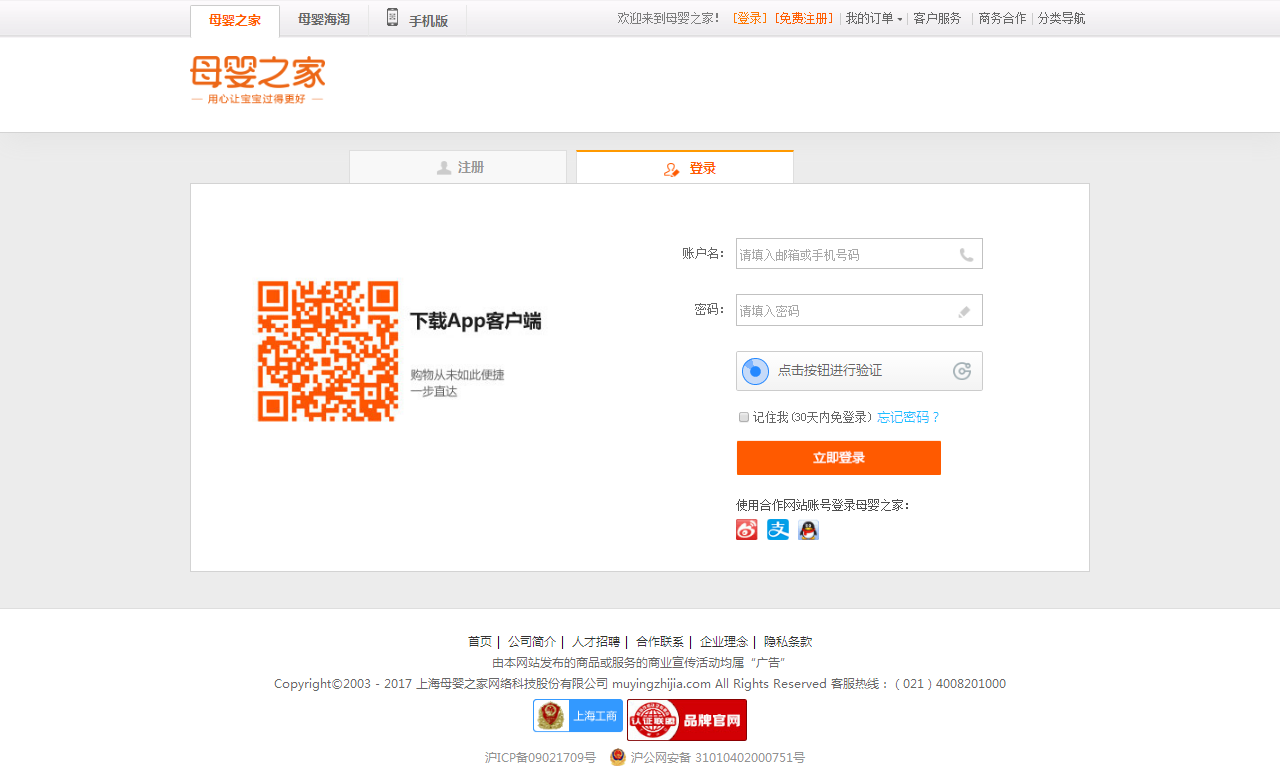 母婴之家 母婴海淘 手机版 欢迎来到母婴之家! [登录] [免费注册] 我的订单 客户服务 商务合作 分类导航
母婴之家
— 用心让宝宝过得更好 —
注册 登录
账户名: 请填入邮箱或手机号码
密码: 请填入密码
下载App客户端
购物从未如此便捷
一步直达
点击按钮进行验证
记住我(30天内免登录) 忘记密码?
立即登录
使用合作网站账号登录母婴之家:
支
首页 | 公司简介 | 人才招聘 | 合作联系 | 企业理念 | 隐私条款
由本网站发布的商品或服务的商业宣传活动均属“广告”
Copyright©2003 - 2017 上海母婴之家网络科技股份有限公司 muyingzhijia.com All Rights Reserved 客服热线:(021)4008201000
上海工商 认证联盟 品牌官网
沪ICP备09021709号 沪公网安备 31010402000751号